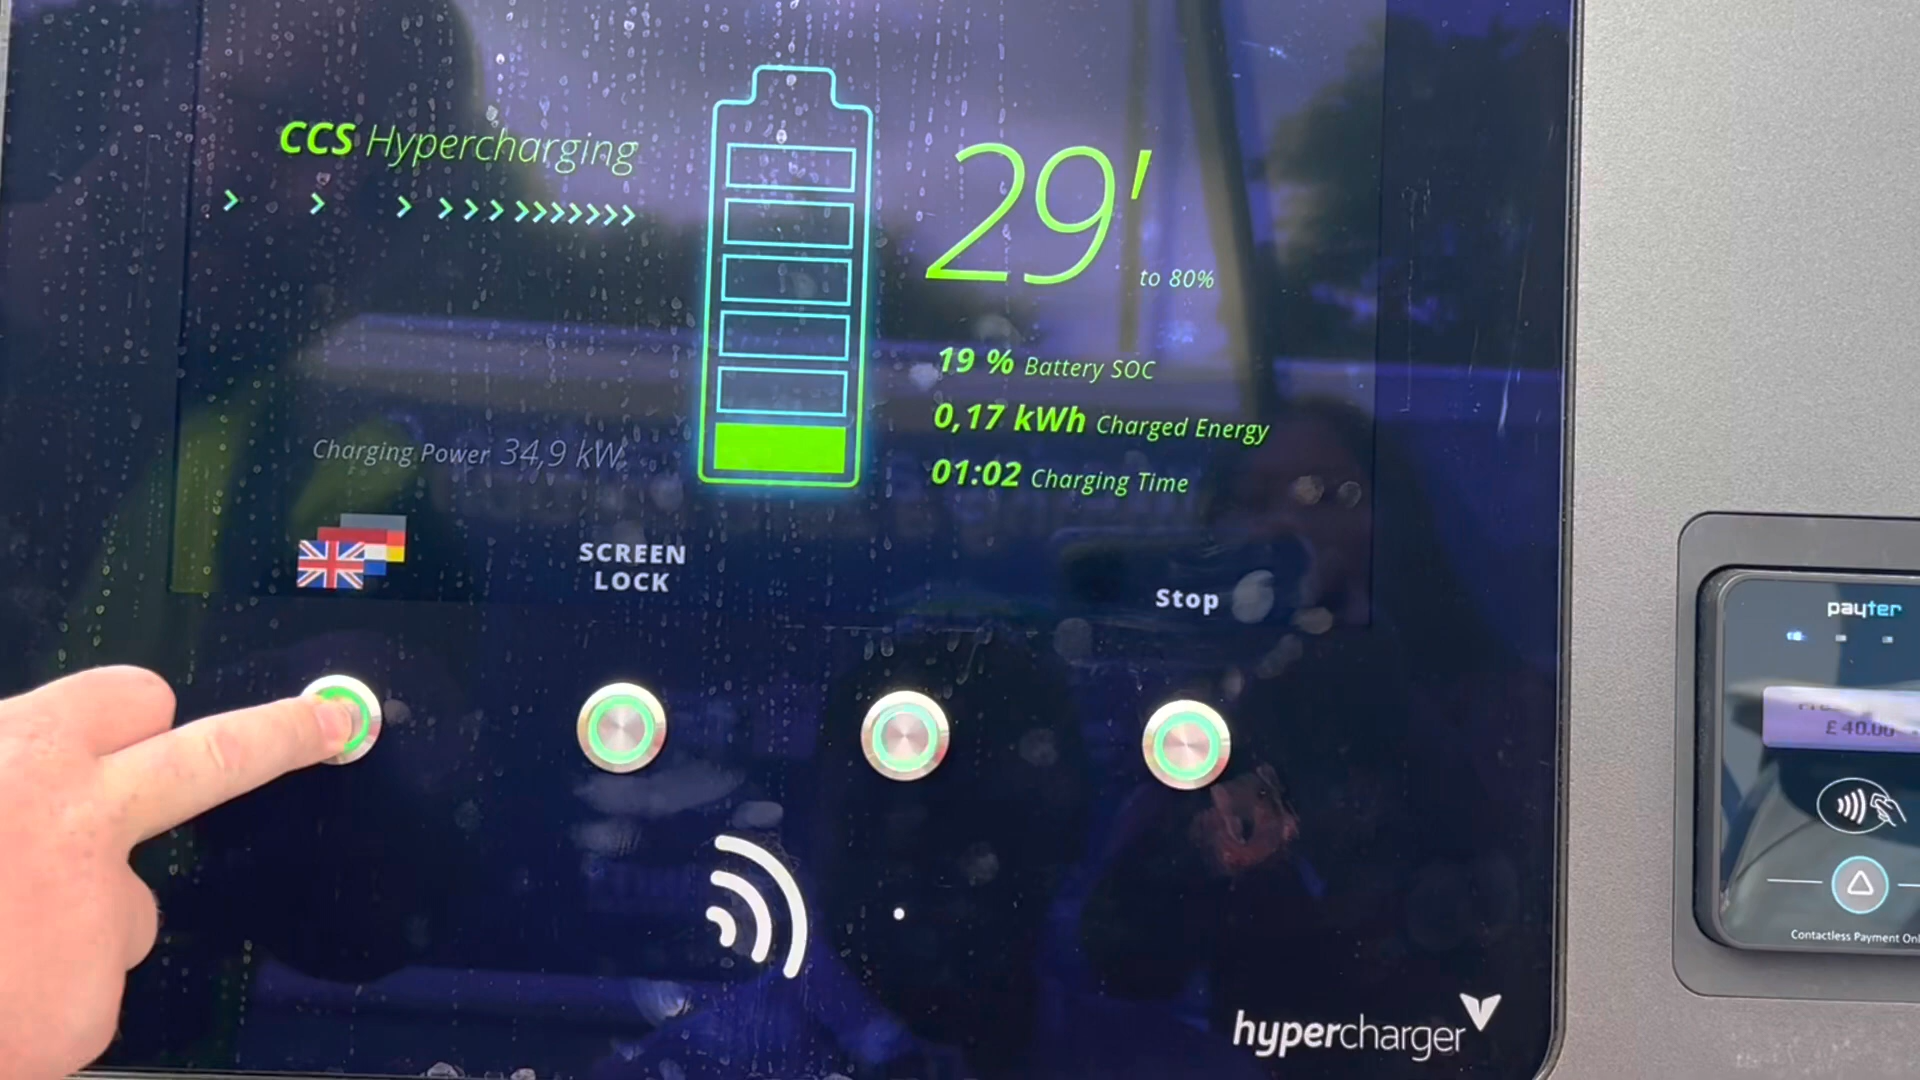 CCS Hypercharging
29'
to 80%
19 % Battery SOC
0,17 kWh Charged Energy
01:02 Charging Time
Charging Power 34,9 kW
SCREEN
LOCK
Stop
hypercharger
payter
£ 40.00
Contactless Payment